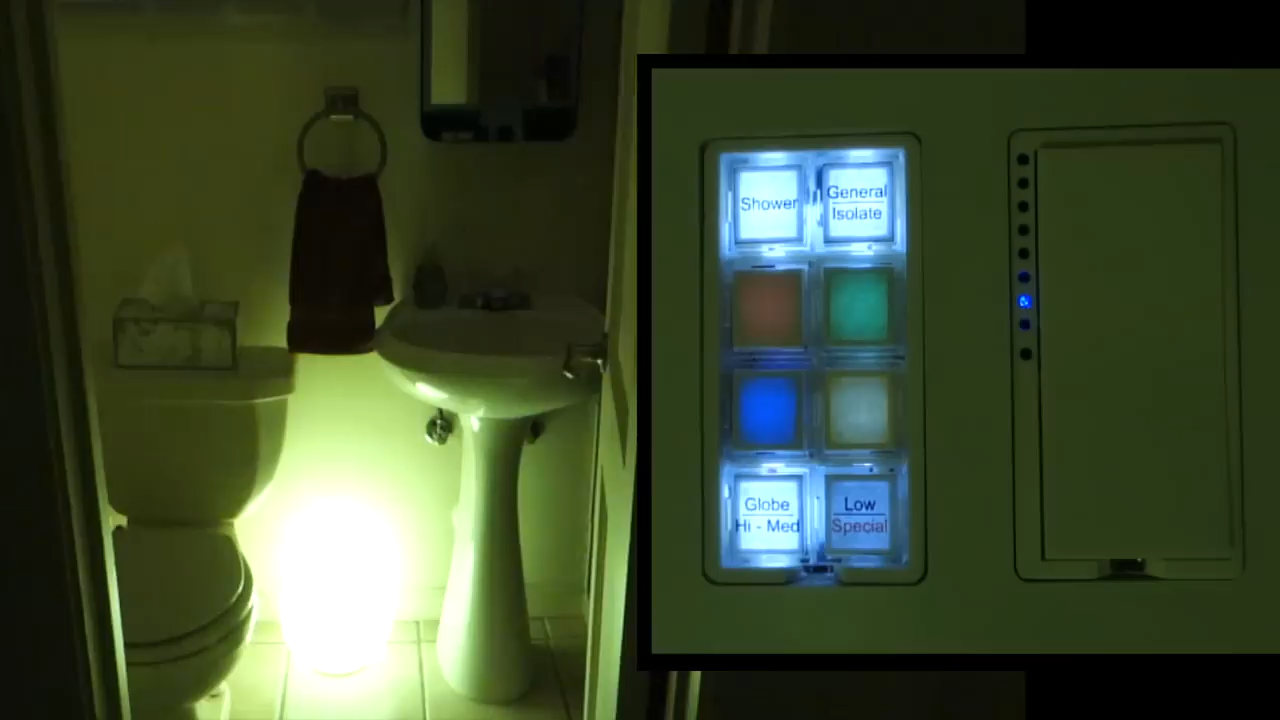 Shower
General
Isolate
Globe
Hi - Med
Low
Special